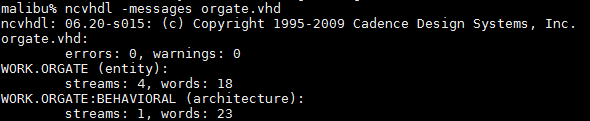 malibu% ncvhdl -messages orgate.vhd
ncvhdl: 06.20-s015: (c) Copyright 1995-2009 Cadence Design Systems, Inc.
orgate.vhd:
        errors: 0, warnings: 0
WORK.ORGATE (entity):
        streams: 4, words: 18
WORK.ORGATE:BEHAVIORAL (architecture):
        streams: 1, words: 23